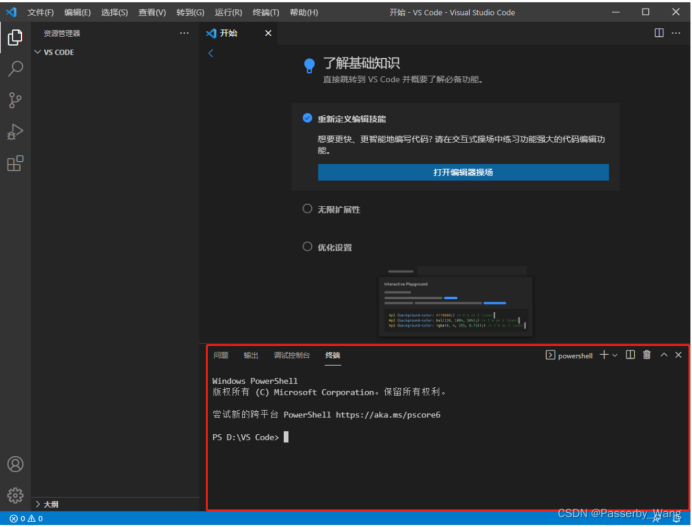 文件(F) 编辑(E) 选择(S) 查看(V) 转到(G) 运行(R) 终端(T) 帮助(H) 开始 - VS Code - Visual Studio Code
资源管理器 ···
开始
VS CODE
了解基础知识
直接跳转到 VS Code 并概要了解必备功能。
重新定义编辑技能
想要更快、更智能地编写代码? 请在交互式操场中练习功能强大的代码编辑功
能。
打开编辑器操场
无限扩展性
优化设置
Interactive Playground
问题 输出 调试控制台 终端 powershell
Windows PowerShell
版权所有 (C) Microsoft Corporation。保留所有权利。
尝试新的跨平台 PowerShell https://aka.ms/pscore6
PS D:\VS Code>
大纲
0 0
CSDN @Passerby_Wang